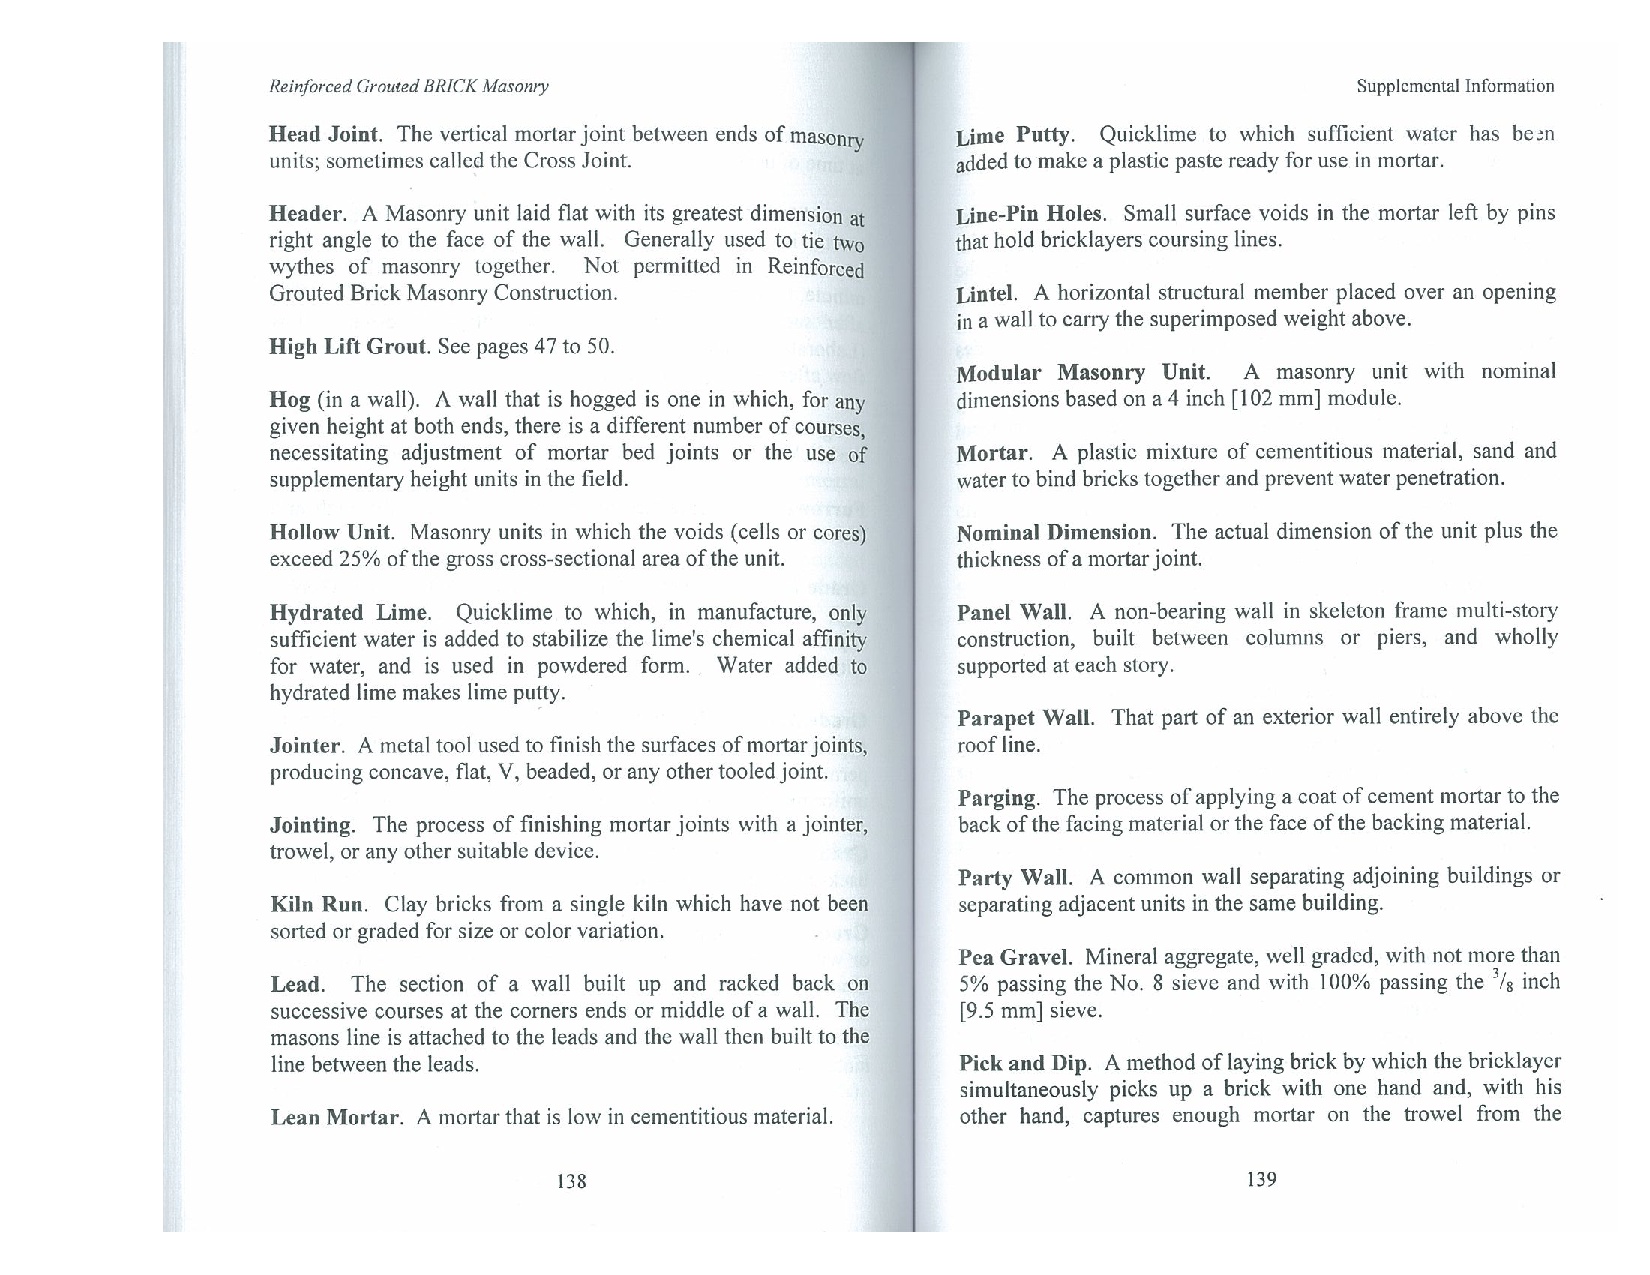 Reinforced Grouted BRICK Masonry
Head Joint. The vertical mortar joint between ends of masonry
units; sometimes called the Cross Joint.
Header. A Masonry unit laid flat with its greatest dimension at
right angle to the face of the wall. Generally used to tie two
wythes of masonry together. Not permitted in Reinforced
Grouted Brick Masonry Construction.
High Lift Grout. See pages 47 to 50.
Hog (in a wall). A wall that is hogged is one in which, for any
given height at both ends, there is a different number of courses,
necessitating adjustment of mortar bed joints or the use of
supplementary height units in the field.
Hollow Unit. Masonry units in which the voids (cells or cores)
exceed 25% of the gross cross-sectional area of the unit.
Hydrated Lime. Quicklime to which, in manufacture, only
sufficient water is added to stabilize the lime's chemical affinity
for water, and is used in powdered form. Water added to
hydrated lime makes lime putty.
Jointer. A metal tool used to finish the surfaces of mortar joints,
producing concave, flat, V, beaded, or any other tooled joint.
Jointing. The process of finishing mortar joints with a jointer,
trowel, or any other suitable device.
Kiln Run. Clay bricks from a single kiln which have not been
sorted or graded for size or color variation.
Lead. The section of a wall built up and racked back on
successive courses at the corners ends or middle of a wall. The
masons line is attached to the leads and the wall then built to the
line between the leads.
Lean Mortar. A mortar that is low in cementitious material.
138
Supplemental Information
Lime Putty. Quicklime to which sufficient water has been
added to make a plastic paste ready for use in mortar.
Line-Pin Holes. Small surface voids in the mortar left by pins
that hold bricklayers coursing lines.
Lintel. A horizontal structural member placed over an opening
in a wall to carry the superimposed weight above.
Modular Masonry Unit. A masonry unit with nominal
dimensions based on a 4 inch [102 mm] module.
Mortar. A plastic mixture of cementitious material, sand and
water to bind bricks together and prevent water penetration.
Nominal Dimension. The actual dimension of the unit plus the
thickness of a mortar joint.
Panel Wall. A non-bearing wall in skeleton frame multi-story
construction, built between columns or piers, and wholly
supported at each story.
Parapet Wall. That part of an exterior wall entirely above the
roof line.
Parging. The process of applying a coat of cement mortar to the
back of the facing material or the face of the backing material.
Party Wall. A common wall separating adjoining buildings or
separating adjacent units in the same building.
Pea Gravel. Mineral aggregate, well graded, with not more than
5% passing the No. 8 sieve and with 100% passing the 3/8 inch
[9.5 mm] sieve.
Pick and Dip. A method of laying brick by which the bricklayer
simultaneously picks up a brick with one hand and, with his
other hand, captures enough mortar on the trowel from the
139